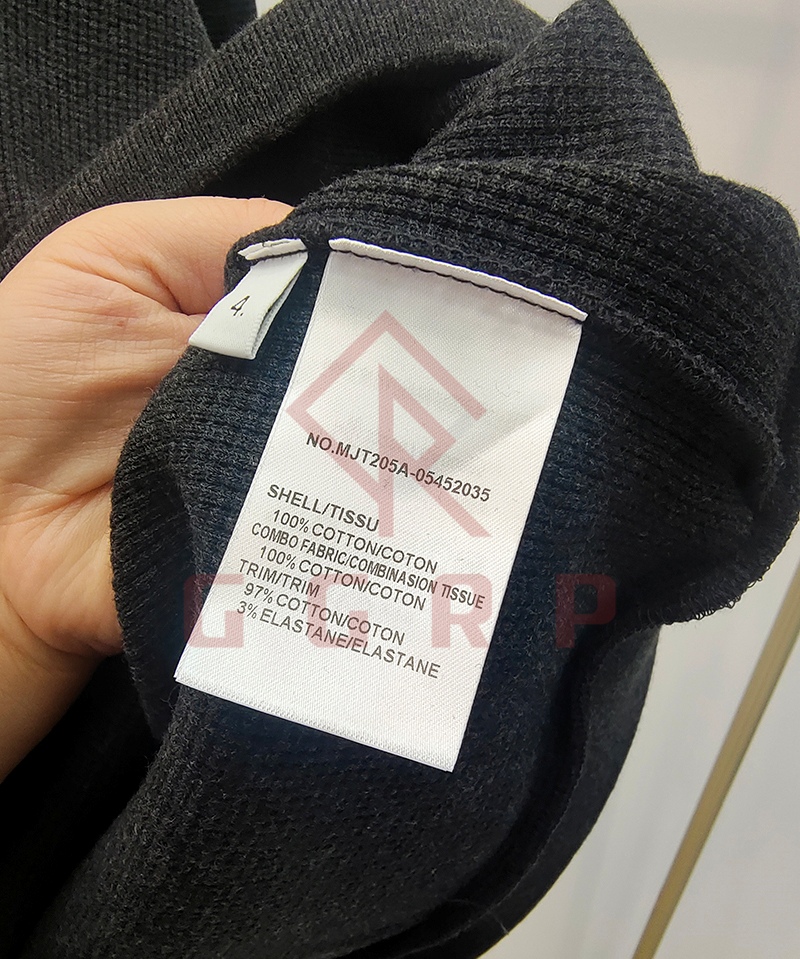 4.
NO.MJT205A-05452035
SHELL/TISSU
100% COTTON/COTON
COMBO FABRIC/COMBINASION TISSUE
100% COTTON/COTON
TRIM/TRIM
97% COTTON/COTON
3% ELASTANE/ELASTANE
GGRP